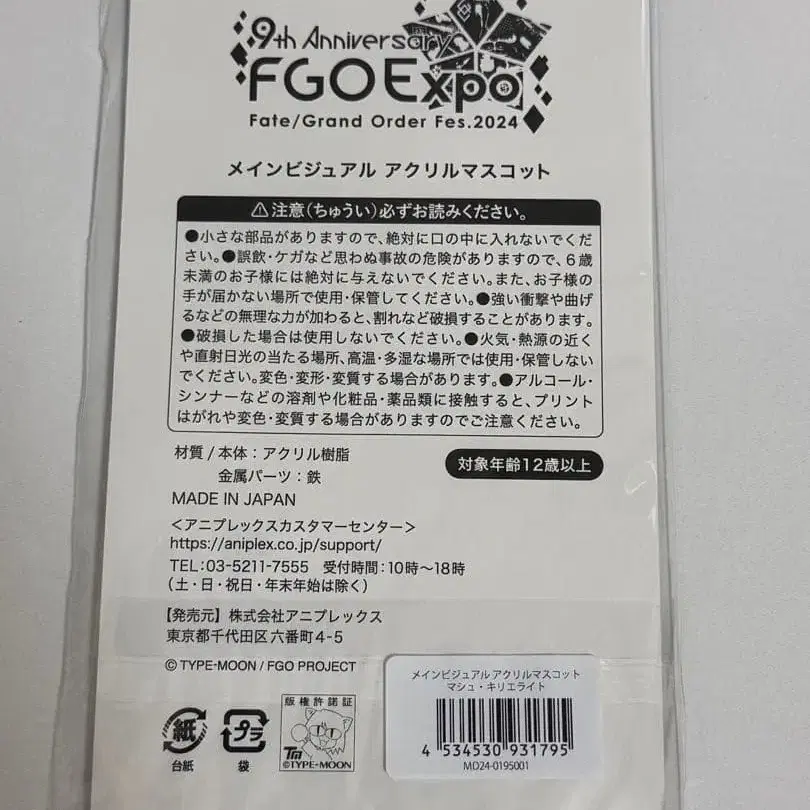 9th Anniversary
FGO Expo
Fate/Grand Order Fes.2024
メインビジュアル アクリルマスコット
⚠注意(ちゅうい)必ずお読みください。
●小さな部品がありますので、絶対に口の中に入れないでくだ
さい。●誤飲・ケガなど思わぬ事故の危険がありますので、6歳
未満のお子様には絶対に与えないでください。また、お子様の
手が届かない場所で使用・保管してください。●強い衝撃や曲げ
るなどの無理な力が加わると、割れなど破損することがあります。
●破損した場合は使用しないでください。●火気・熱源の近く
や直射日光の当たる場所、高温・多湿な場所では使用・保管しない
でください。変色・変形・変質する場合があります。●アルコール・
シンナーなどの溶剤や化粧品・薬品類に接触すると、プリント
はがれや変色・変質する場合がありますのでご注意ください。
材質/本体:アクリル樹脂
金属パーツ:鉄
対象年齢12歳以上
MADE IN JAPAN
<アニプレックスカスタマーセンター>
https://aniplex.co.jp/support/
TEL:03-5211-7555 受付時間:10時~18時
(土・日・祝日・年末年始は除く)
【発売元】株式会社アニプレックス
東京都千代田区六番町4-5
© TYPE-MOON / FGO PROJECT
紙
台紙
プラ
袋
版権許諾証
TM
©TYPE-MOON
メインビジュアル アクリルマスコット
マシュ・キリエライト
4 534530 931795
MD24-0195001